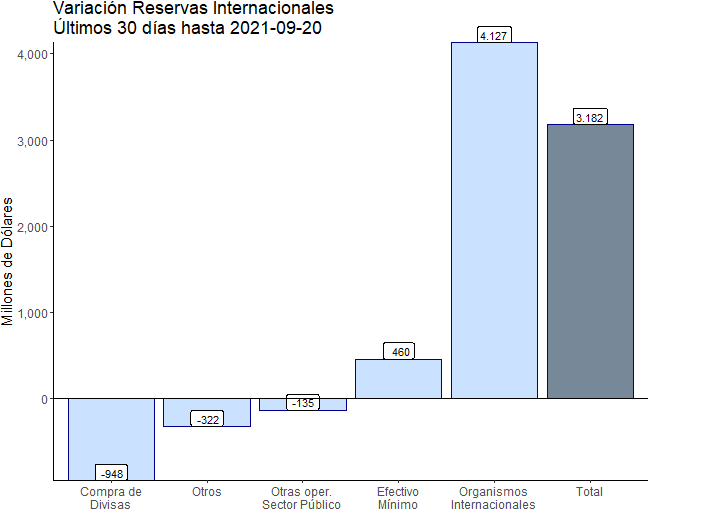 Variación Reservas Internacionales
Últimos 30 días hasta 2021-09-20
Millones de Dólares
4,000
3,000
2,000
1,000
0
-948
-322
-135
460
4.127
3.182
Compra de
Divisas
Otros
Otras oper.
Sector Público
Efectivo
Mínimo
Organismos
Internacionales
Total